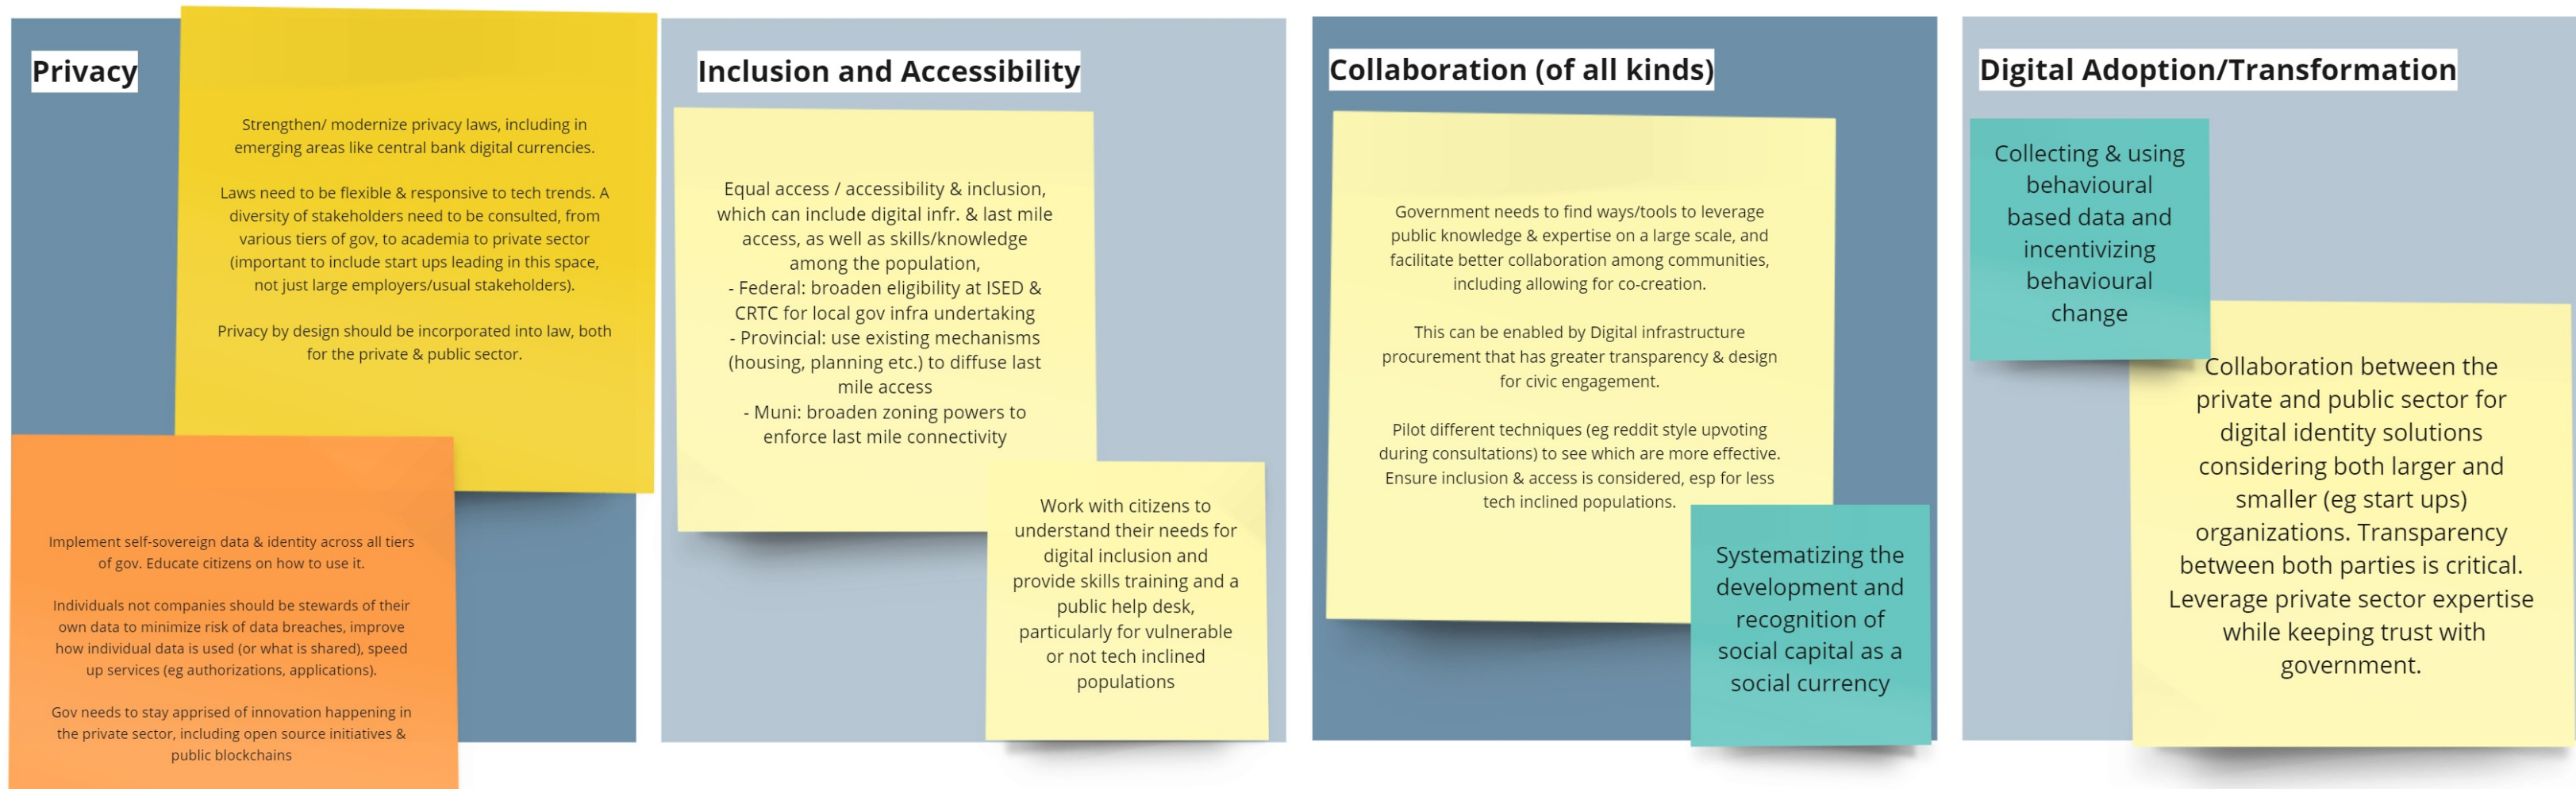 Privacy
Strengthen/ modernize privacy laws, including in
emerging areas like central bank digital currencies.
Laws need to be flexible & responsive to tech trends. A
diversity of stakeholders need to be consulted, from
various tiers of gov, to academia to private sector
(important to include start ups leading in this space,
not just large employers/usual stakeholders).
Privacy by design should be incorporated into law, both
for the private & public sector.
Implement self-sovereign data & identity across all tiers
of gov. Educate citizens on how to use it.
Individuals not companies should be stewards of their
own data to minimize risk of data breaches, improve
how individual data is used (or what is shared), speed
up services (eg authorizations, applications).
Gov needs to stay apprised of innovation happening in
the private sector, including open source initiatives &
public blockchains
Inclusion and Accessibility
Equal access / accessibility & inclusion,
which can include digital infr. & last mile
access, as well as skills/knowledge
among the population,
- Federal: broaden eligibility at ISED &
CRTC for local gov infra undertaking
- Provincial: use existing mechanisms
(housing, planning etc.) to diffuse last
mile access
- Muni: broaden zoning powers to
enforce last mile connectivity
Work with citizens to
understand their needs for
digital inclusion and
provide skills training and a
public help desk,
particularly for vulnerable
or not tech inclined
populations
Collaboration (of all kinds)
Government needs to find ways/tools to leverage
public knowledge & expertise on a large scale, and
facilitate better collaboration among communities,
including allowing for co-creation.
This can be enabled by Digital infrastructure
procurement that has greater transparency & design
for civic engagement.
Pilot different techniques (eg reddit style upvoting
during consultations) to see which are more effective.
Ensure inclusion & access is considered, esp for less
tech inclined populations.
Systematizing the
development and
recognition of
social capital as a
social currency
Digital Adoption/Transformation
Collecting & using
behavioural
based data and
incentivizing
behavioural
change
Collaboration between the
private and public sector for
digital identity solutions
considering both larger and
smaller (eg start ups)
organizations. Transparency
between both parties is critical.
Leverage private sector expertise
while keeping trust with
government.